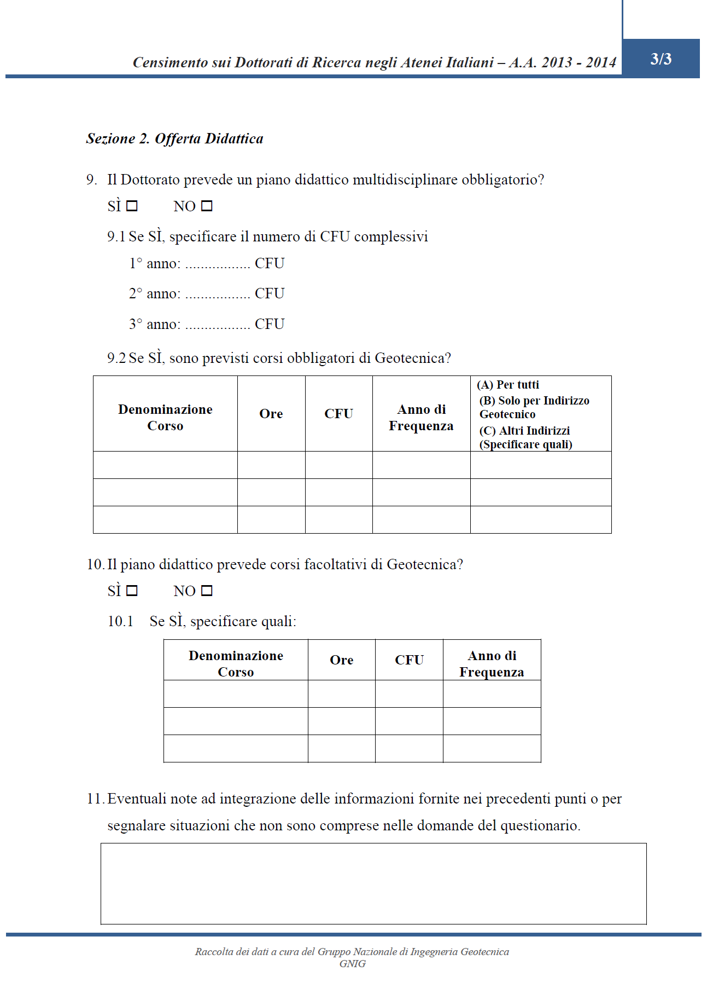 Censimento sui Dottorati di Ricerca negli Atenei Italiani – A.A. 2013 - 2014
3/3
Sezione 2. Offerta Didattica
9. Il Dottorato prevede un piano didattico multidisciplinare obbligatorio?
SÌ □ NO □
9.1 Se SÌ, specificare il numero di CFU complessivi
1° anno: ................. CFU
2° anno: ................. CFU
3° anno: ................. CFU
9.2 Se SÌ, sono previsti corsi obbligatori di Geotecnica?
Denominazione
Corso
Ore
CFU
Anno di
Frequenza
(A) Per tutti
(B) Solo per Indirizzo
Geotecnico
(C) Altri Indirizzi
(Specificare quali)
10. Il piano didattico prevede corsi facoltativi di Geotecnica?
SÌ □ NO □
10.1 Se SÌ, specificare quali:
Denominazione
Corso
Ore
CFU
Anno di
Frequenza
11. Eventuali note ad integrazione delle informazioni fornite nei precedenti punti o per
segnalare situazioni che non sono comprese nelle domande del questionario.
Raccolta dei dati a cura del Gruppo Nazionale di Ingegneria Geotecnica
GNIG